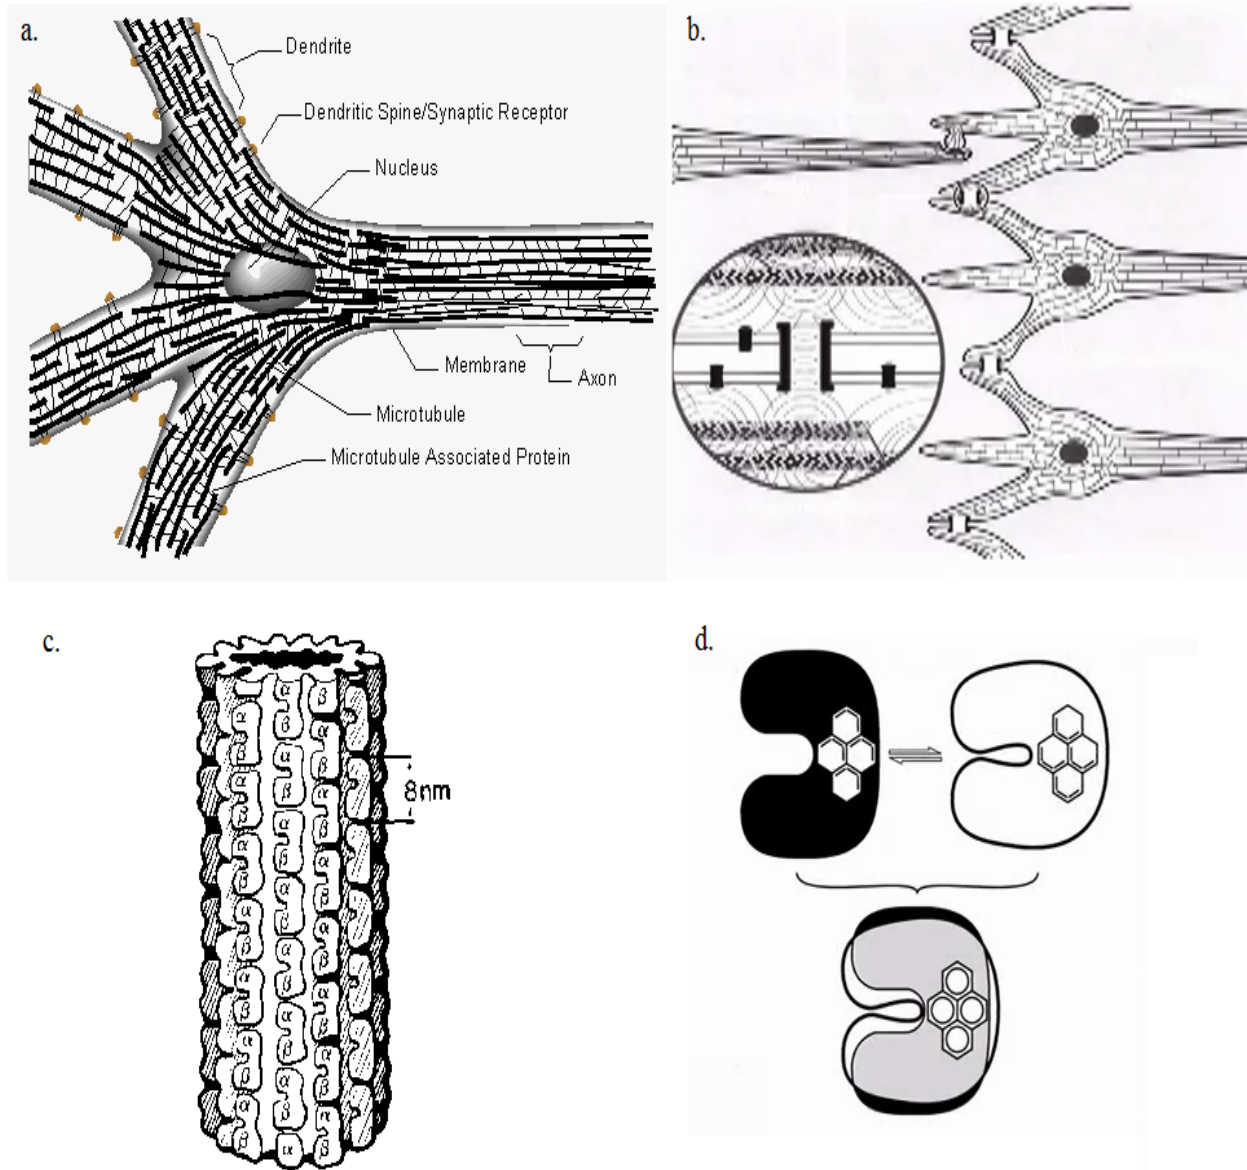 a.
Dendrite
Dendritic Spine/Synaptic Receptor
Nucleus
Membrane
Axon
Microtubule
Microtubule Associated Protein
b.
c.
8nm
d.